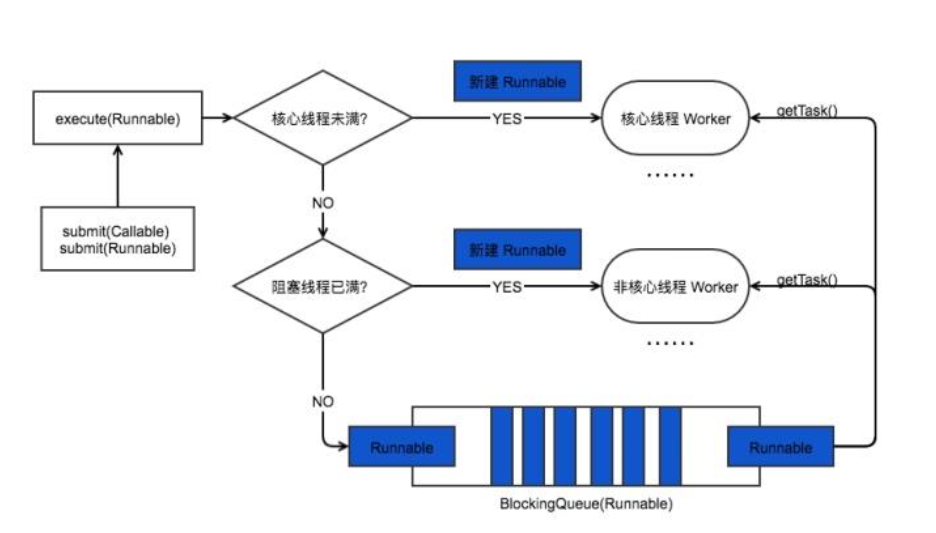 新建 Runnable
execute(Runnable)
核心线程未满?
YES
核心线程 Worker
getTask()
......
NO
submit(Callable)
submit(Runnable)
新建 Runnable
阻塞线程已满?
YES
非核心线程 Worker
getTask()
......
NO
Runnable
Runnable
BlockingQueue(Runnable)